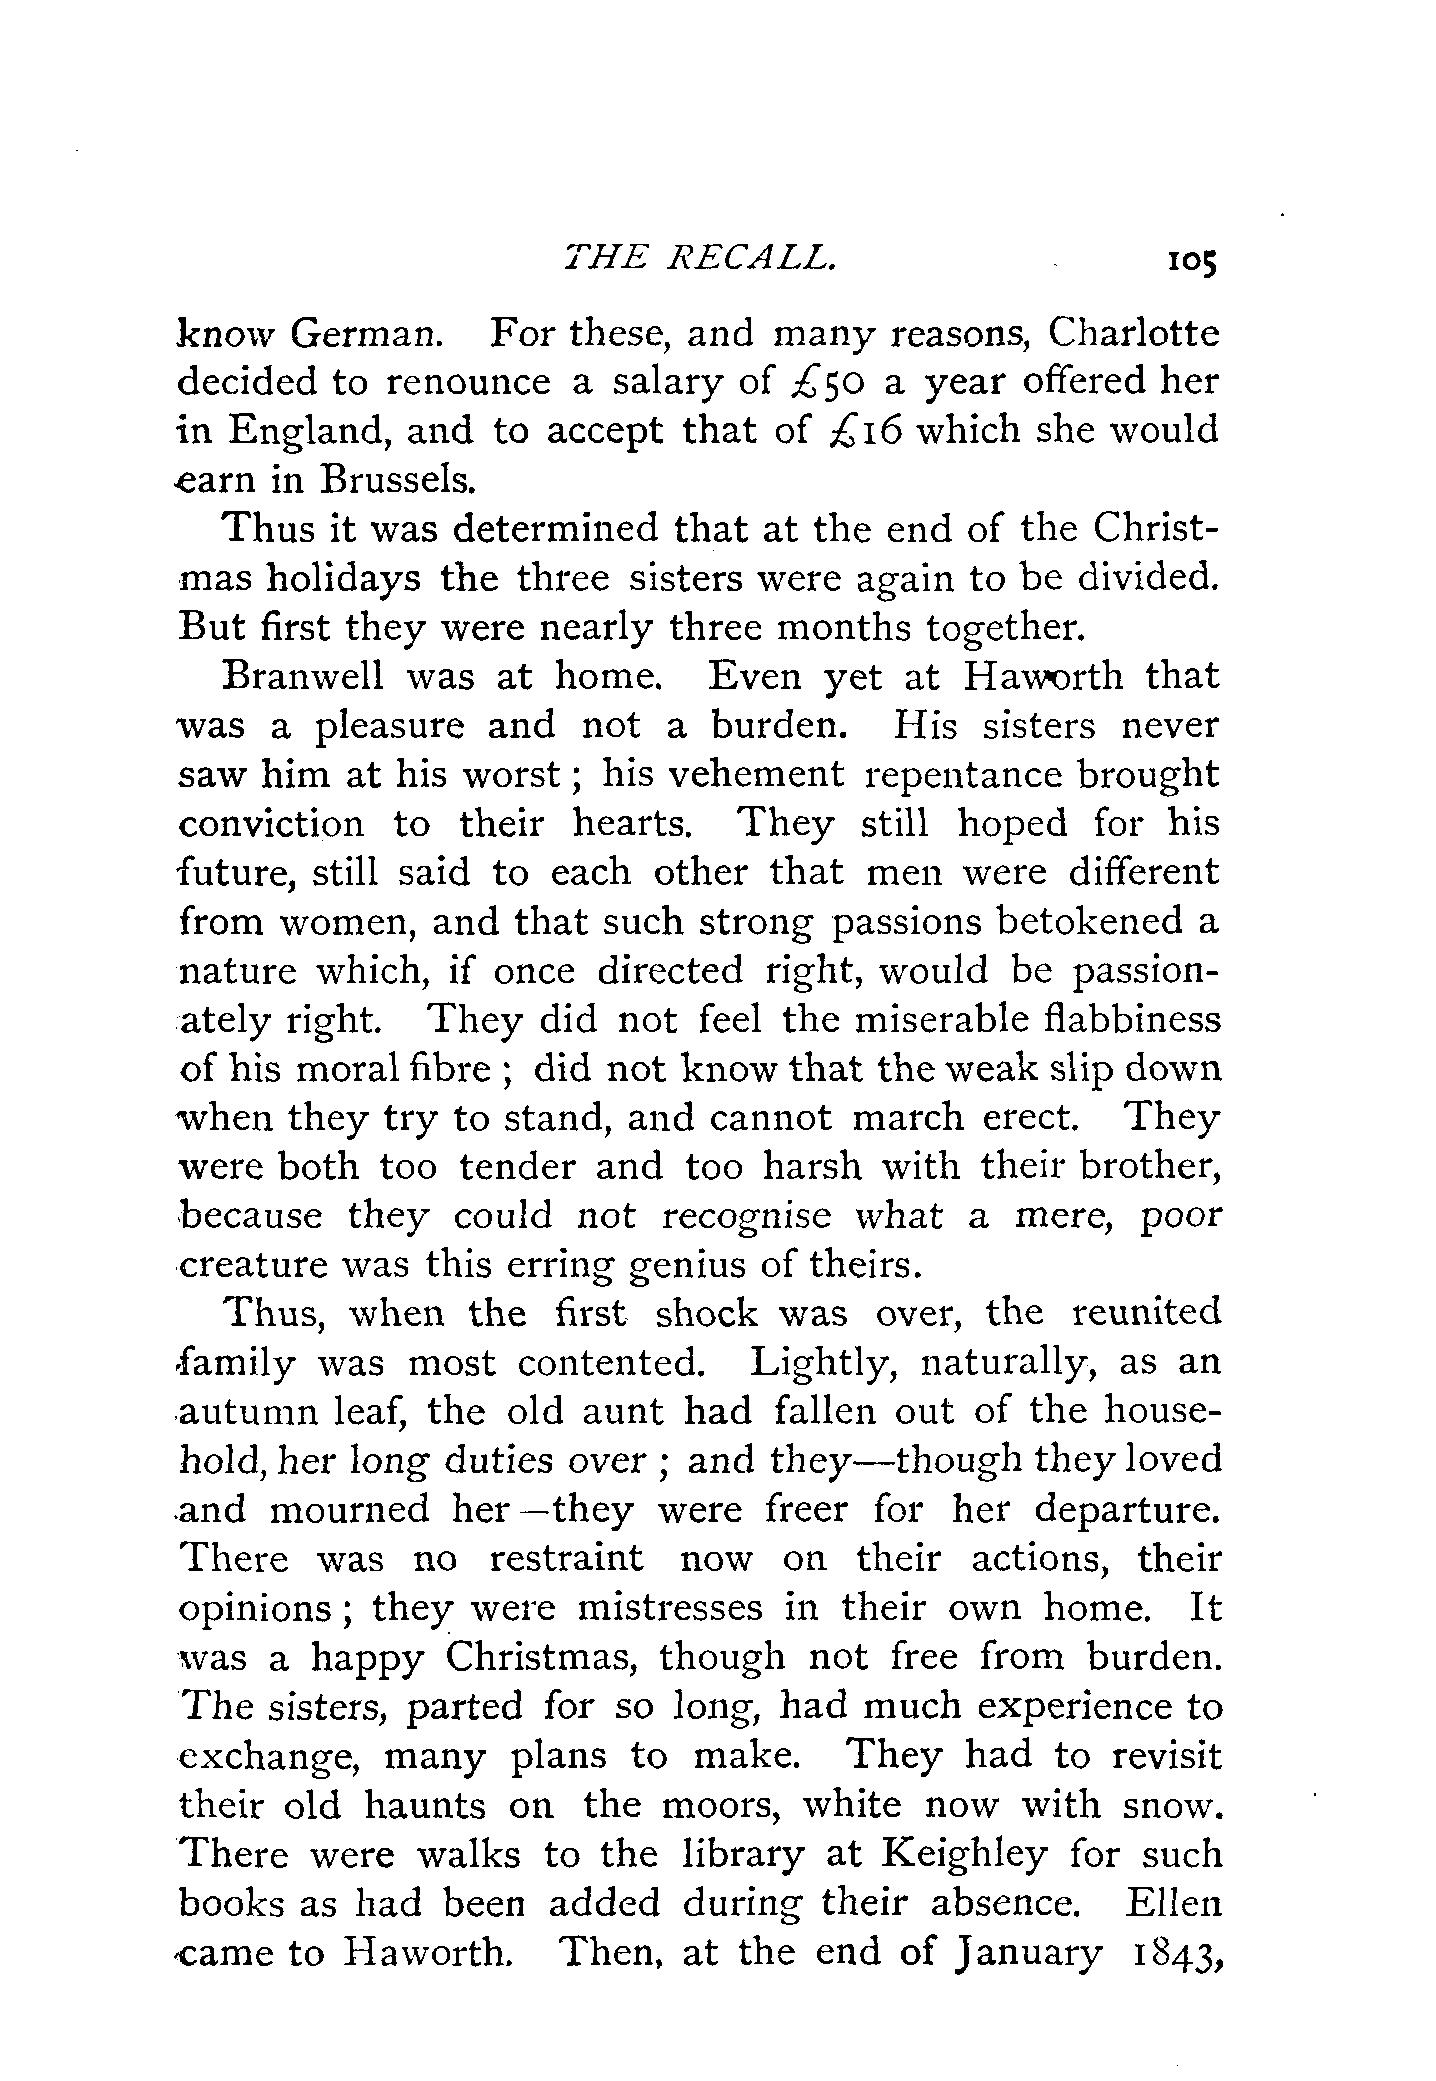 THE RECALL. 105
know German. For these, and many reasons, Charlotte
decided to renounce a salary of £50 a year offered her
in England, and to accept that of £16 which she would
earn in Brussels.
Thus it was determined that at the end of the Christ-
mas holidays the three sisters were again to be divided.
But first they were nearly three months together.
Branwell was at home. Even yet at Haworth that
was a pleasure and not a burden. His sisters never
saw him at his worst ; his vehement repentance brought
conviction to their hearts. They still hoped for his
future, still said to each other that men were different
from women, and that such strong passions betokened a
nature which, if once directed right, would be passion-
ately right. They did not feel the miserable flabbiness
of his moral fibre ; did not know that the weak slip down
when they try to stand, and cannot march erect. They
were both too tender and too harsh with their brother,
because they could not recognise what a mere, poor
creature was this erring genius of theirs.
Thus, when the first shock was over, the reunited
family was most contented. Lightly, naturally, as an
autumn leaf, the old aunt had fallen out of the house-
hold, her long duties over ; and they—though they loved
and mourned her—they were freer for her departure.
There was no restraint now on their actions, their
opinions ; they were mistresses in their own home. It
was a happy Christmas, though not free from burden.
The sisters, parted for so long, had much experience to
exchange, many plans to make. They had to revisit
their old haunts on the moors, white now with snow.
There were walks to the library at Keighley for such
books as had been added during their absence. Ellen
came to Haworth. Then, at the end of January 1843,